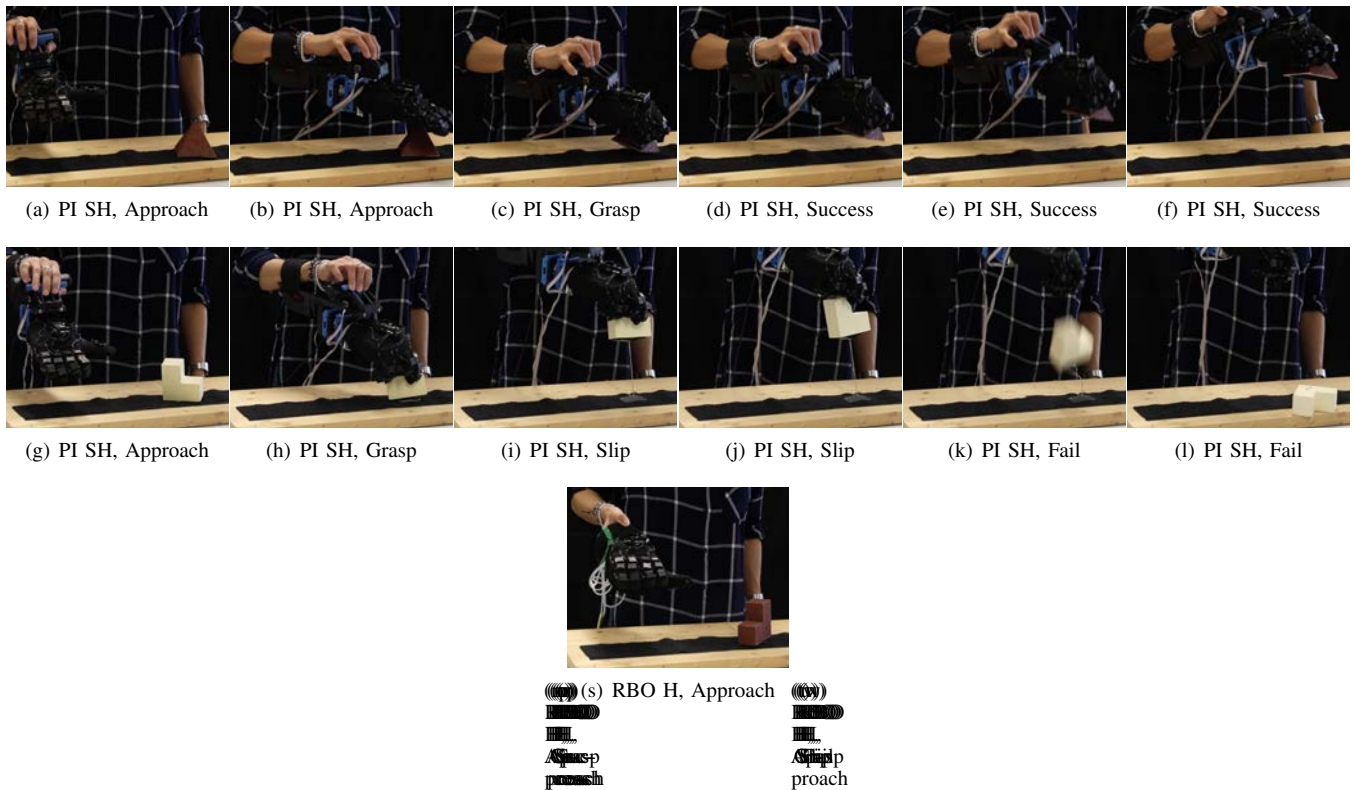 (a) PI SH, Approach
(b) PI SH, Approach
(c) PI SH, Grasp
(d) PI SH, Success
(e) PI SH, Success
(f) PI SH, Success
(g) PI SH, Approach
(h) PI SH, Grasp
(i) PI SH, Slip
(j) PI SH, Slip
(k) PI SH, Fail
(l) PI SH, Fail
(s) RBO H, Approach
proach